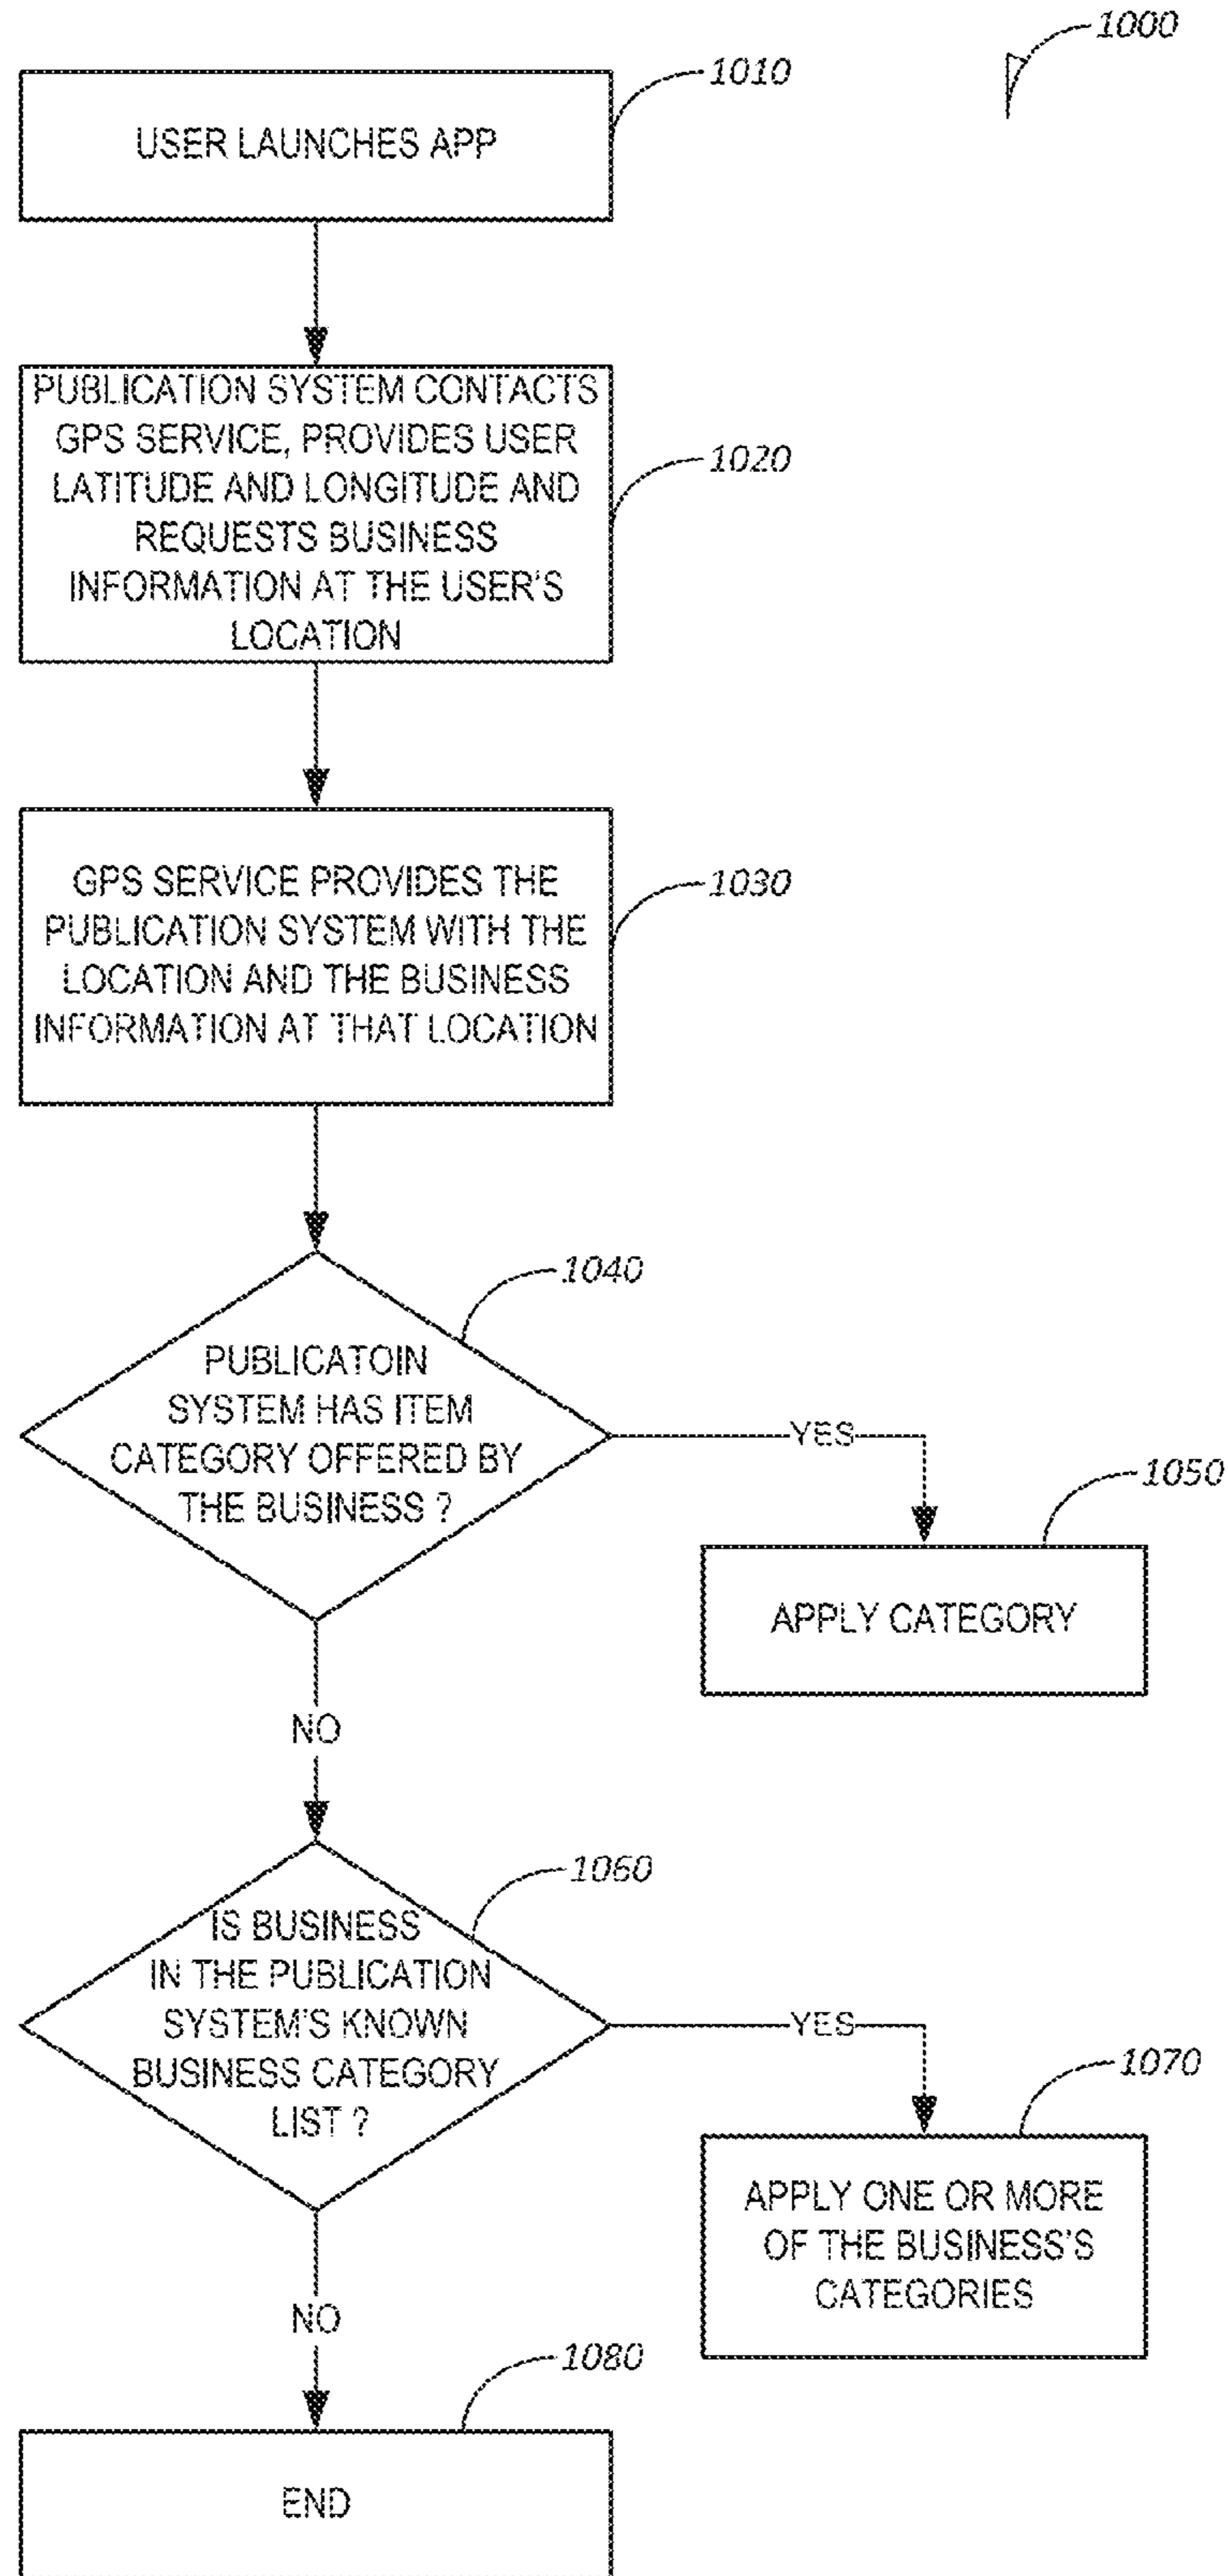 1000
1010
USER LAUNCHES APP
PUBLICATION SYSTEM CONTACTS
GPS SERVICE, PROVIDES USER
LATITUDE AND LONGITUDE AND
REQUESTS BUSINESS
INFORMATION AT THE USER'S
LOCATION
1020
GPS SERVICE PROVIDES THE
PUBLICATION SYSTEM WITH THE
LOCATION AND THE BUSINESS
INFORMATION AT THAT LOCATION
1030
1040
PUBLICATOIN
SYSTEM HAS ITEM
CATEGORY OFFERED BY
THE BUSINESS ?
YES
1050
APPLY CATEGORY
NO
1060
IS BUSINESS
IN THE PUBLICATION
SYSTEM'S KNOWN
BUSINESS CATEGORY
LIST ?
YES
1070
APPLY ONE OR MORE
OF THE BUSINESS'S
CATEGORIES
NO
1080
END